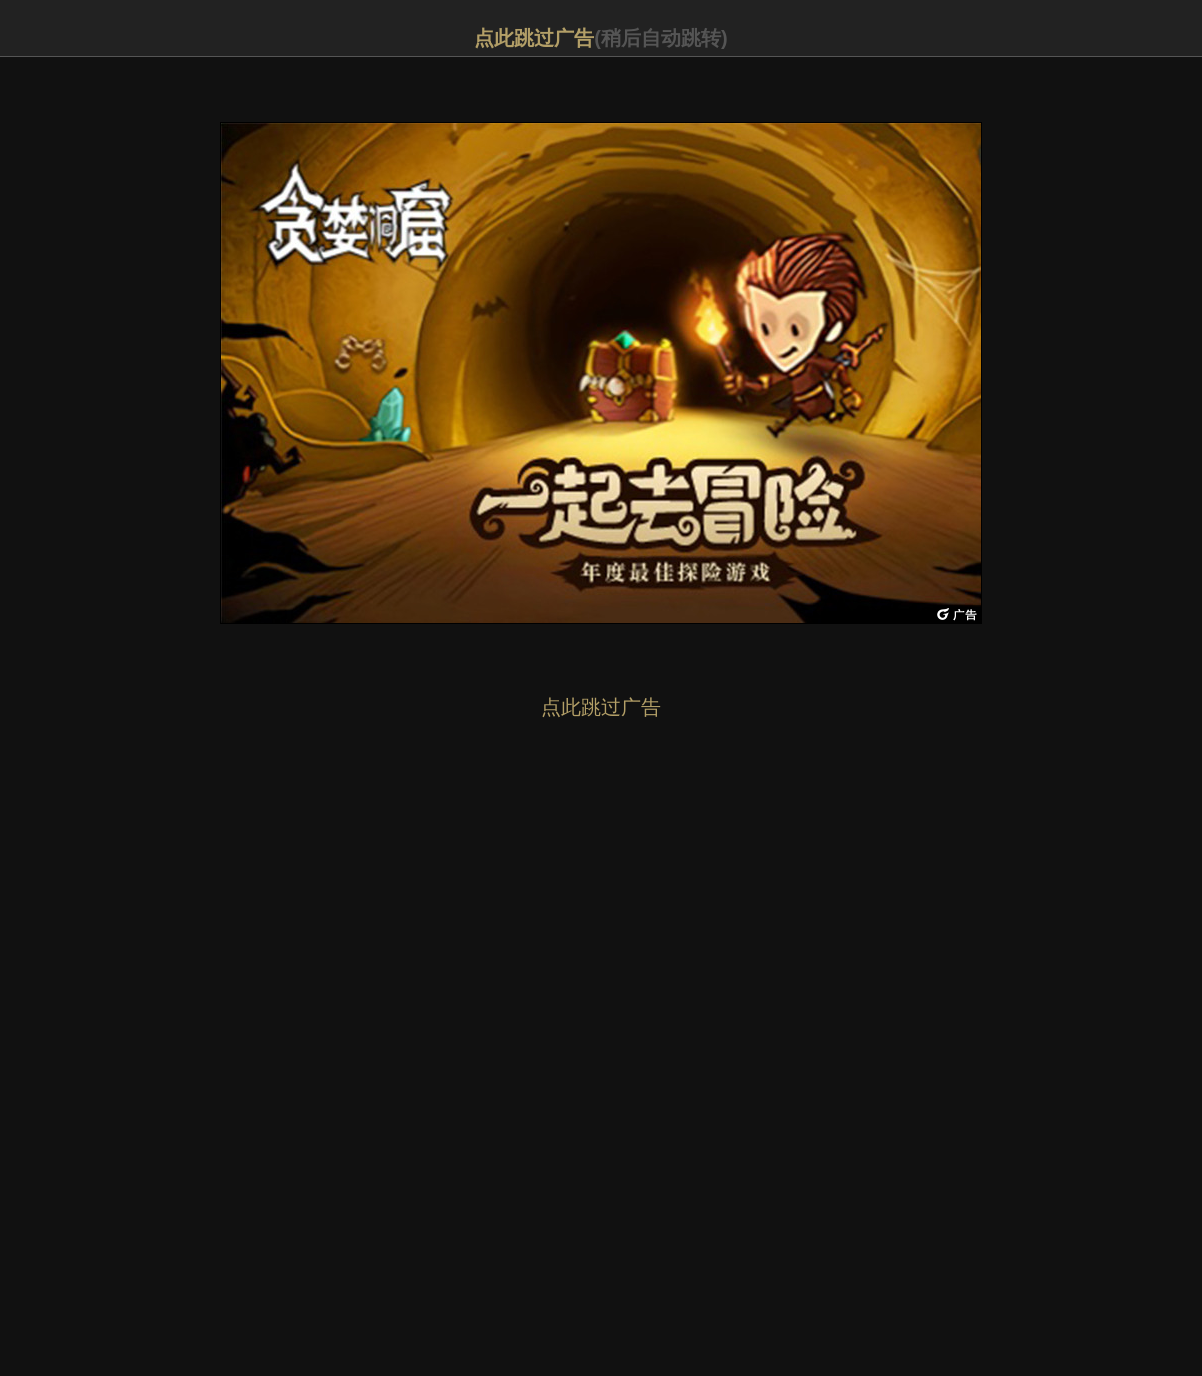 点此跳过广告(稍后自动跳转)
贪婪洞窟
一起去冒险
年度最佳探险游戏
广告
点此跳过广告